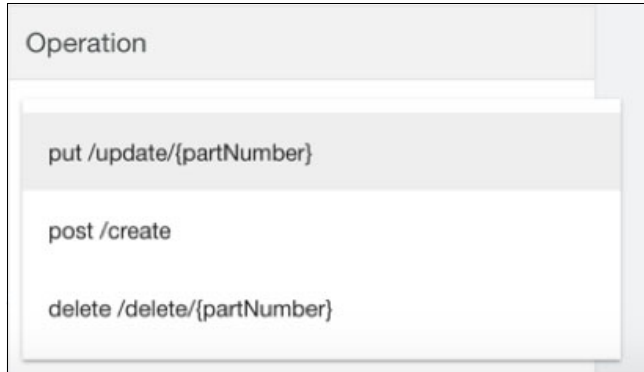 Operation
put /update/{partNumber}
post /create
delete /delete/{partNumber}